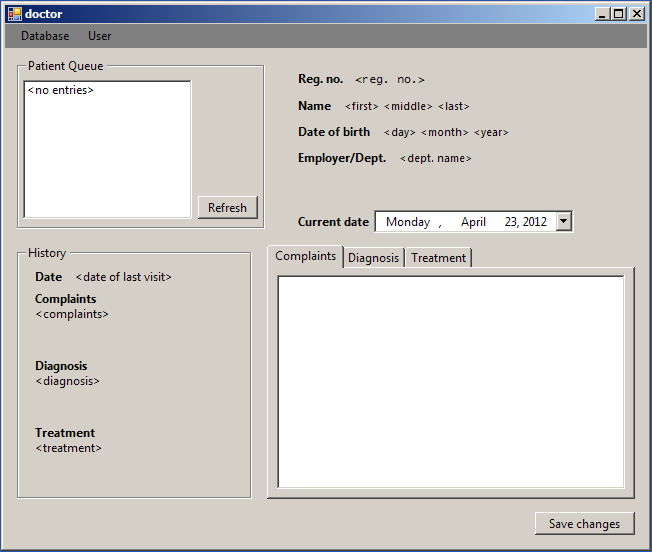 doctor
Database User
Patient Queue
<no entries>
Refresh
Reg. no. <reg. no.>
Name <first> <middle> <last>
Date of birth <day> <month> <year>
Employer/Dept. <dept. name>
Current date Monday , April 23, 2012
History
Date <date of last visit>
Complaints
<complaints>
Diagnosis
<diagnosis>
Treatment
<treatment>
Complaints Diagnosis Treatment
Save changes